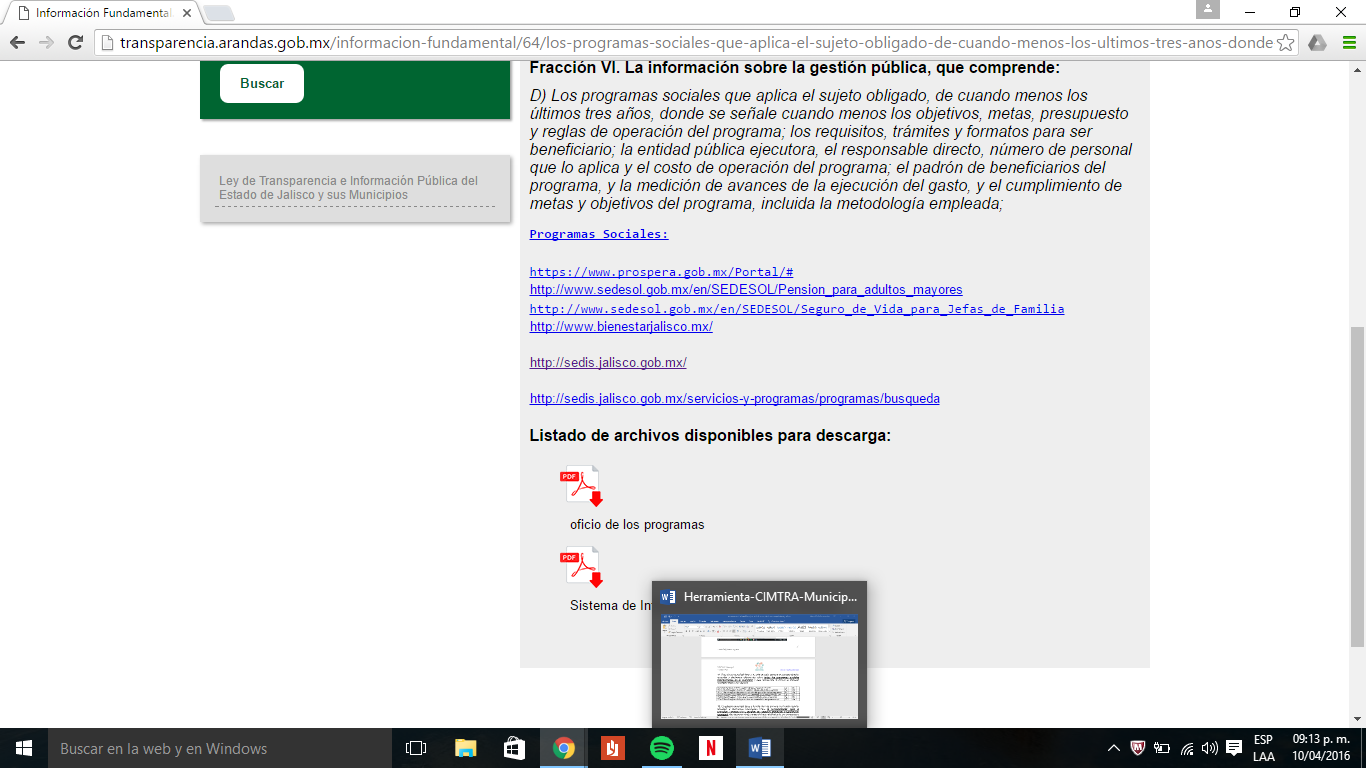 Información Fundamental
transparencia.arandas.gob.mx/informacion-fundamental/64/los-programas-sociales-que-aplica-el-sujeto-obligado-de-cuando-menos-los-ultimos-tres-anos-donde
Buscar
Ley de Transparencia e Información Pública del
Estado de Jalisco y sus Municipios
Fracción VI. La información sobre la gestión pública, que comprende:
D) Los programas sociales que aplica el sujeto obligado, de cuando menos los
últimos tres años, donde se señale cuando menos los objetivos, metas, presupuesto
y reglas de operación del programa; los requisitos, trámites y formatos para ser
beneficiario; la entidad pública ejecutora, el responsable directo, número de personal
que lo aplica y el costo de operación del programa; el padrón de beneficiarios del
programa, y la medición de avances de la ejecución del gasto, y el cumplimiento de
metas y objetivos del programa, incluida la metodología empleada;
Programas Sociales:
https://www.prospera.gob.mx/Portal/#
http://www.sedesol.gob.mx/en/SEDESOL/Pension_para_adultos_mayores
http://www.sedesol.gob.mx/en/SEDESOL/Seguro_de_Vida_para_Jefas_de_Familia
http://www.bienestarjalisco.mx/
http://sedis.jalisco.gob.mx/
http://sedis.jalisco.gob.mx/servicios-y-programas/programas/busqueda
Listado de archivos disponibles para descarga:
PDF
oficio de los programas
PDF
Sistema de In
Herramienta-CIMTRA-Municip...
Buscar en la web y en Windows
ESP
LAA
09:13 p. m.
10/04/2016